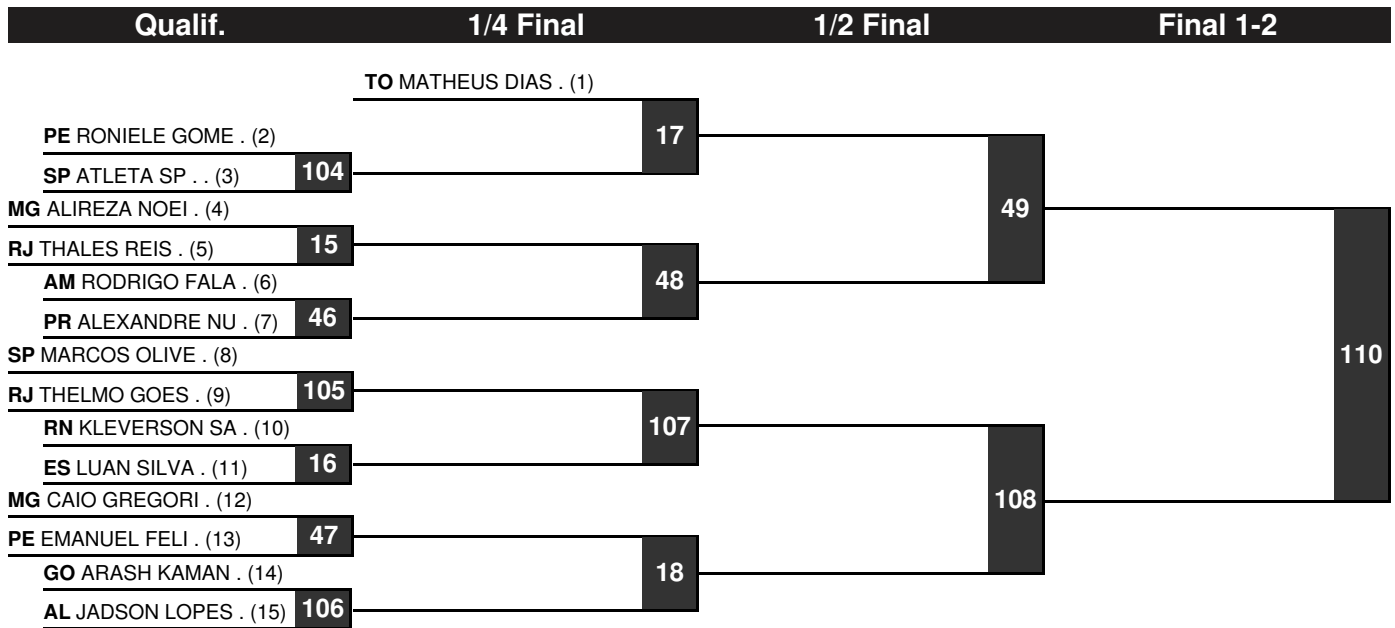 Qualif. 1/4 Final 1/2 Final Final 1-2
TO MATHEUS DIAS . (1)
17
PE RONIELE GOME . (2)
SP ATLETA SP . . (3)
104
MG ALIREZA NOEI . (4)
49
RJ THALES REIS . (5)
15
AM RODRIGO FALA . (6)
48
PR ALEXANDRE NU . (7)
46
SP MARCOS OLIVE . (8)
110
RJ THELMO GOES . (9)
105
RN KLEVERSON SA . (10)
107
ES LUAN SILVA . (11)
16
MG CAIO GREGORI . (12)
108
PE EMANUEL FELI . (13)
47
GO ARASH KAMAN . (14)
18
AL JADSON LOPES . (15)
106